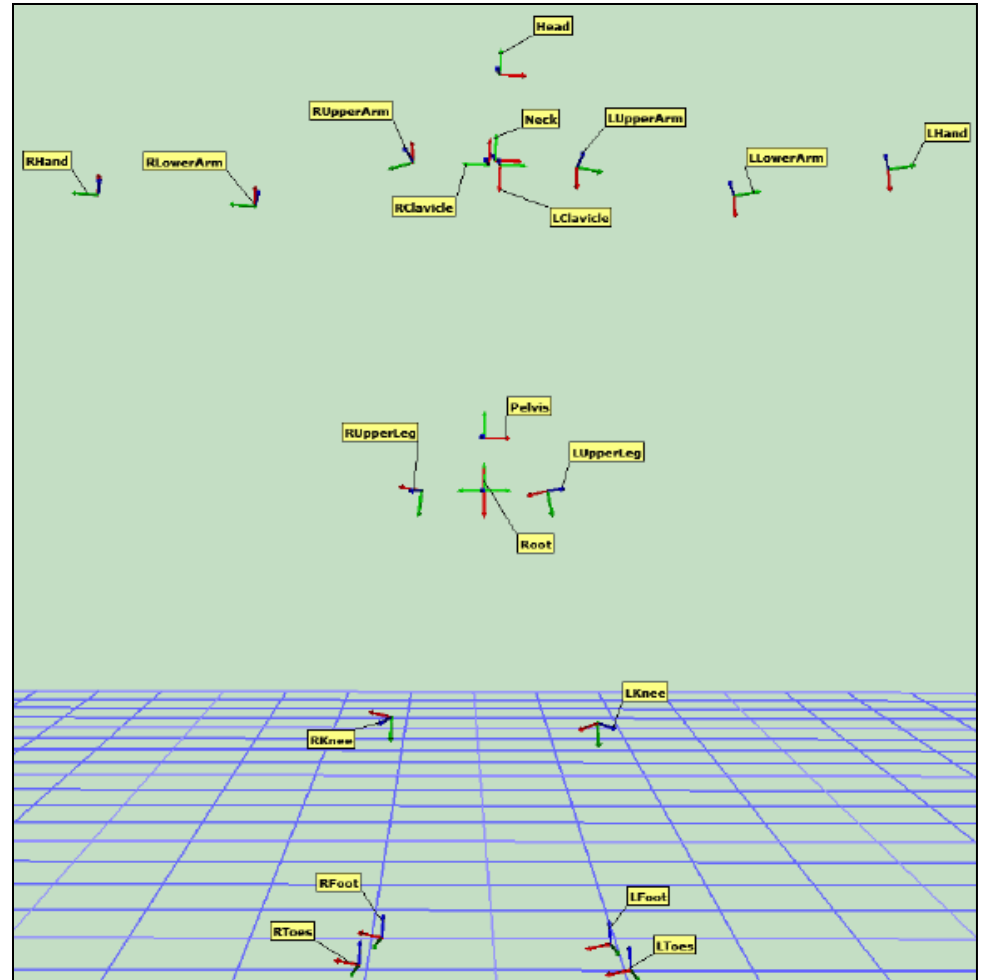 Head
RUpperArm
Neck
LUpperArm
LHand
RHand
RLowerArm
LLowerArm
RClavicle
LClavicle
Pelvis
RUpperLeg
LUpperLeg
Root
LKnee
RKnee
RFoot
LFoot
RToes
LToes